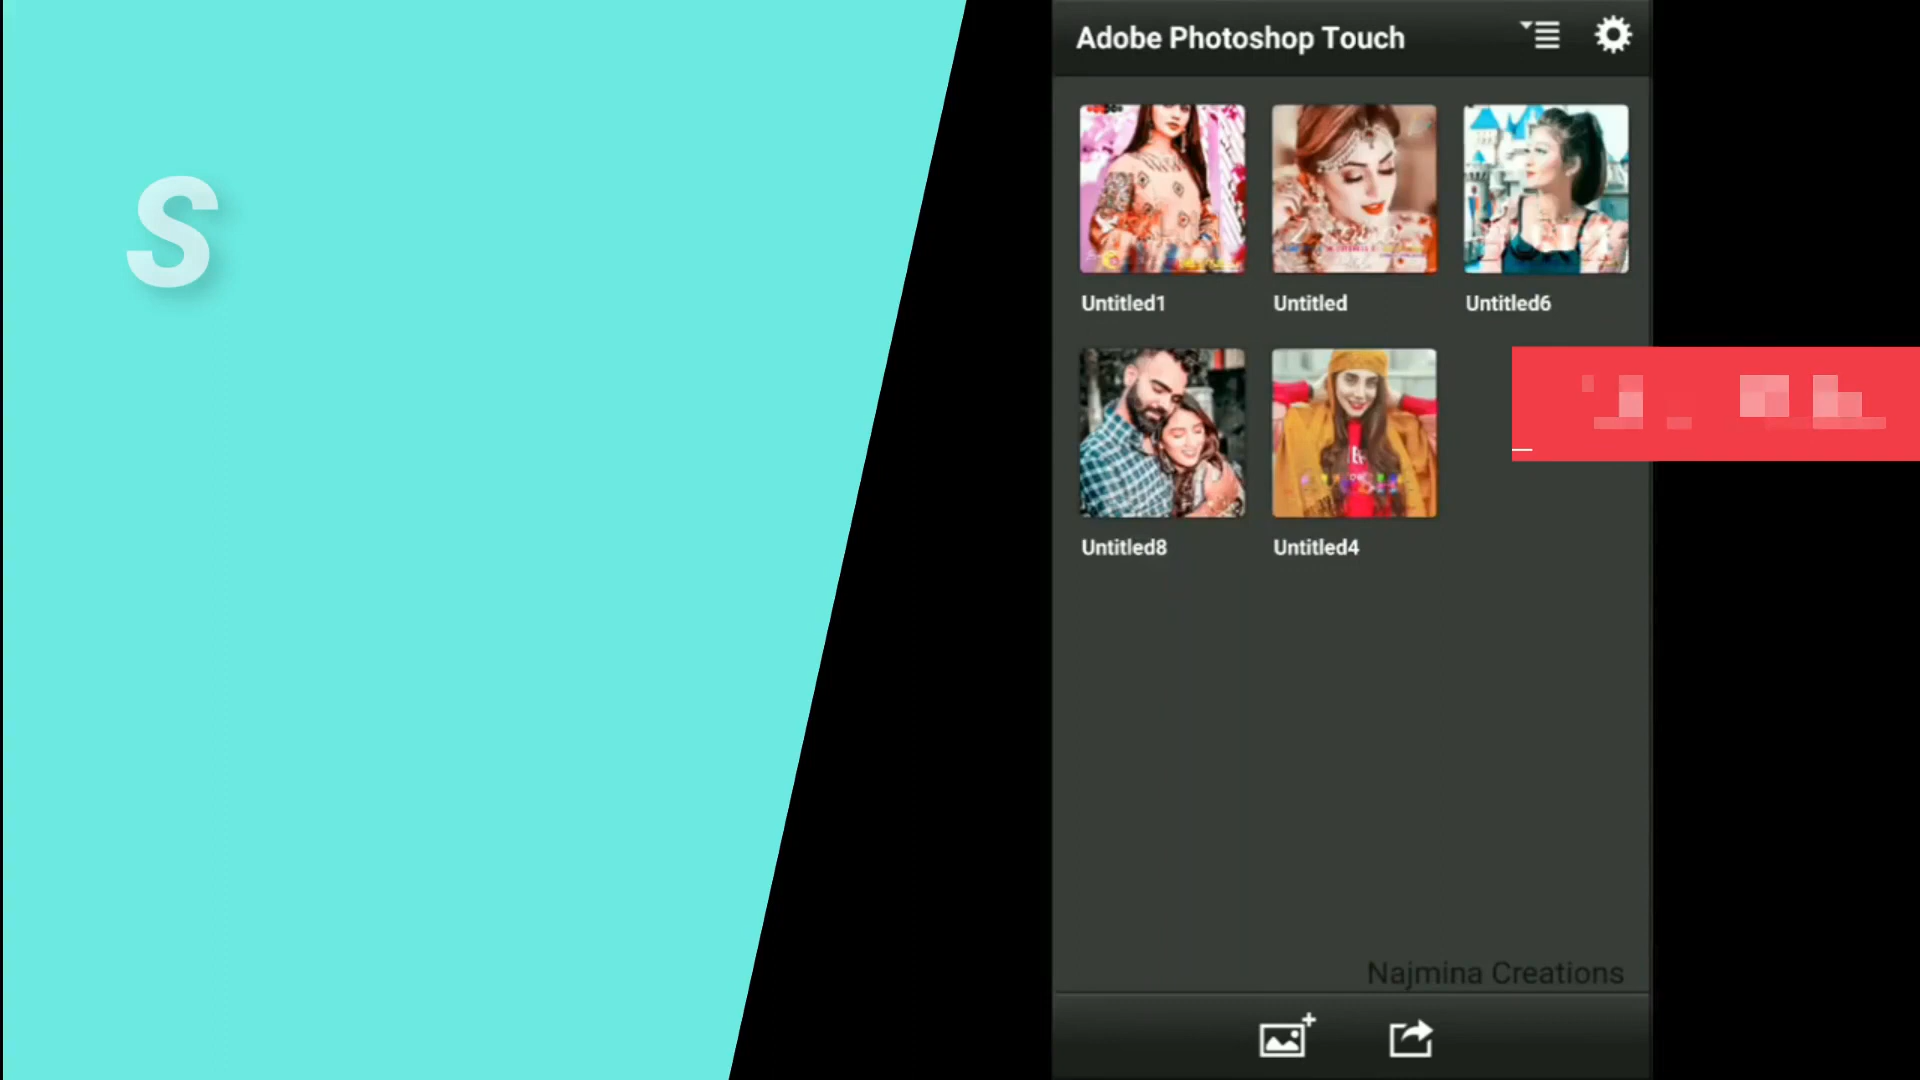 S
Adobe Photoshop Touch
Untitled1
Untitled
Untitled6
Untitled8
Untitled4
Najmina Creations